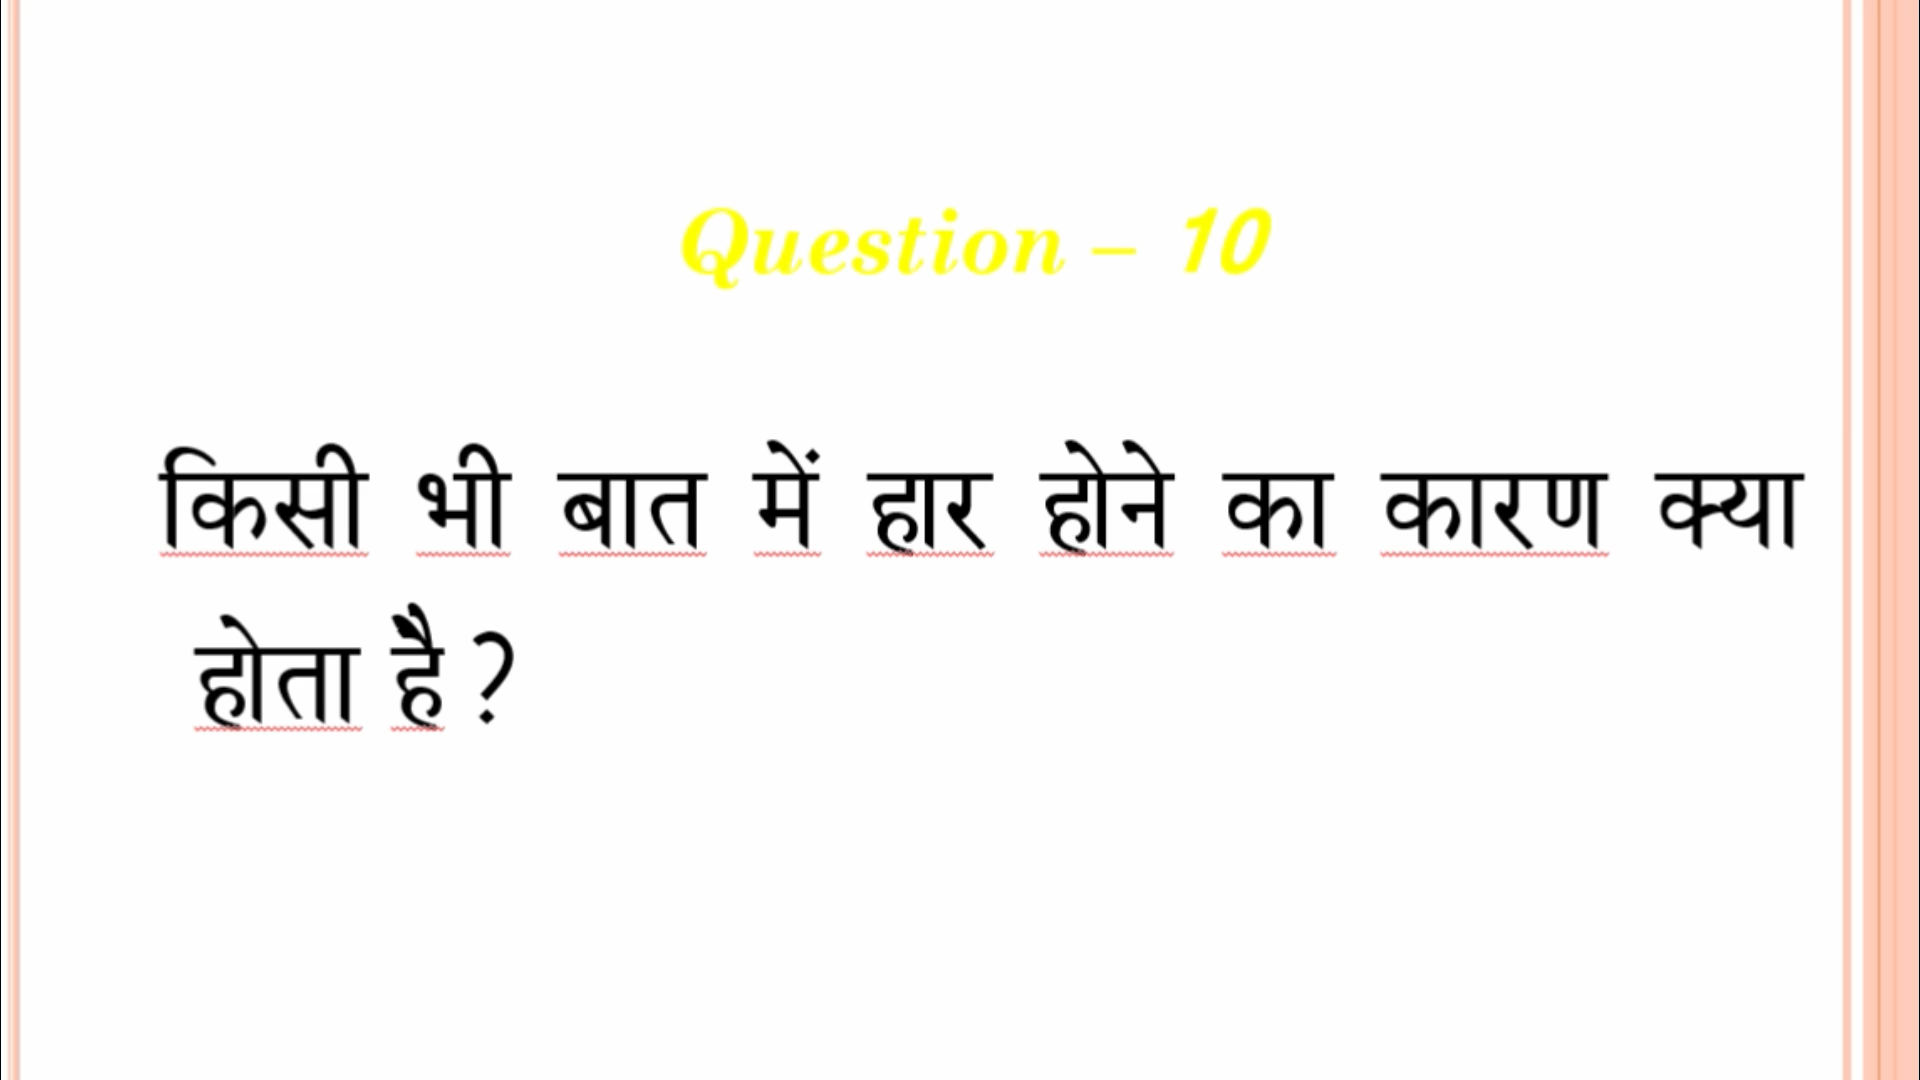 Question – 10
किसी भी बात में हार होने का कारण क्या
होता है ?